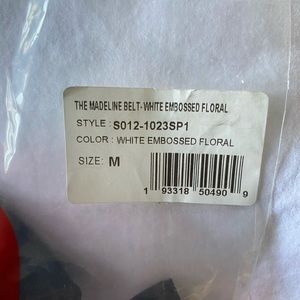 THE MADELINE BELT- WHITE EMBOSSED FLORAL
STYLE : S012-1023SP1
COLOR : WHITE EMBOSSED FLORAL
SIZE: M
1 93318 50490 9